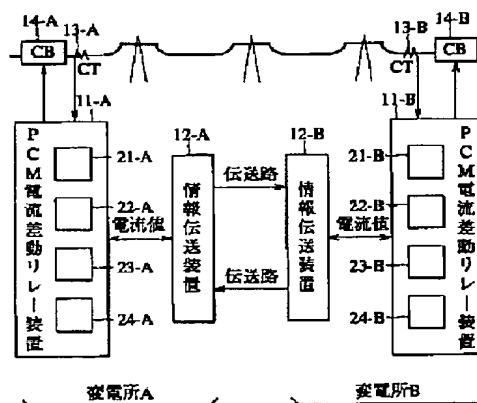 14-A
CB
13-A
CT
13-B
CT
14-B
CB
11-A
PCM電流差動リレー装置
21-A
22-A
23-A
24-A
電流値
12-A
情報伝送装置
伝送路
伝送路
12-B
情報伝送装置
電流値
11-B
PCM電流差動リレー装置
21-B
22-B
23-B
24-B
変電所A
変電所B